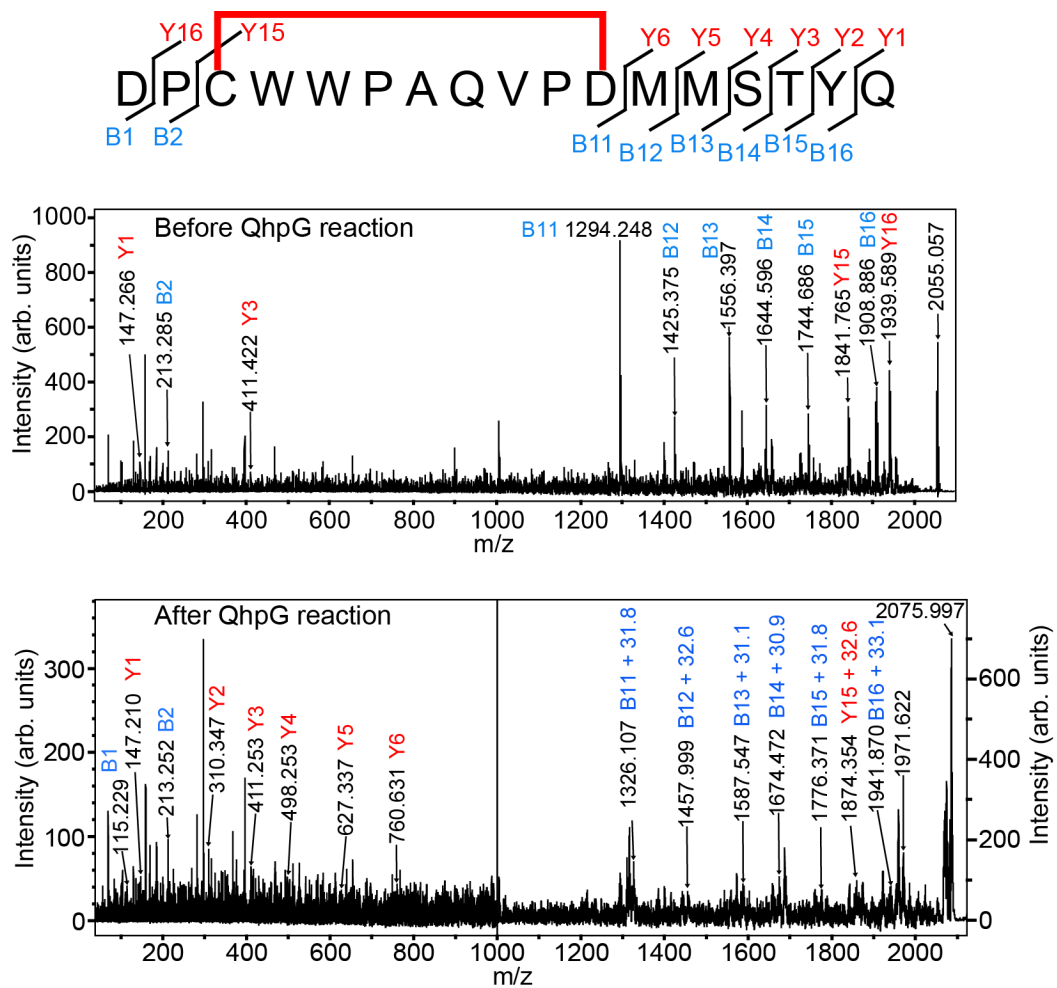 Y16 Y15 Y6 Y5 Y4 Y3 Y2 Y1
DPCWWPAQVPDMMSTYQ
B1 B2 B11 B12 B13 B14 B15 B16
Before QhpG reaction
Intensity (arb. units)
1000
800
600
400
200
0
147.266 Y1
213.285 B2
411.422 Y3
B11 1294.248
1425.375 B12
1556.397 B13
1644.596 B14
1744.686 B15
1841.765 Y15
1908.886 B16
1939.589 Y16
2055.057
200 400 600 800 1000 1200 1400 1600 1800 2000
m/z
After QhpG reaction
Intensity (arb. units)
300
200
100
0
115.229 B1
147.210 Y1
213.252 B2
310.347 Y2
411.253 Y3
498.253 Y4
627.337 Y5
760.631 Y6
1326.107 B11 + 31.8
1457.999 B12 + 32.6
1587.547 B13 + 31.1
1674.472 B14 + 30.9
1776.371 B15 + 31.8
1874.354 Y15 + 32.6
1941.870 B16 + 33.1
1971.622
2075.997
600
400
200
0
Intensity (arb. units)
200 400 600 800 1000 1200 1400 1600 1800 2000
m/z